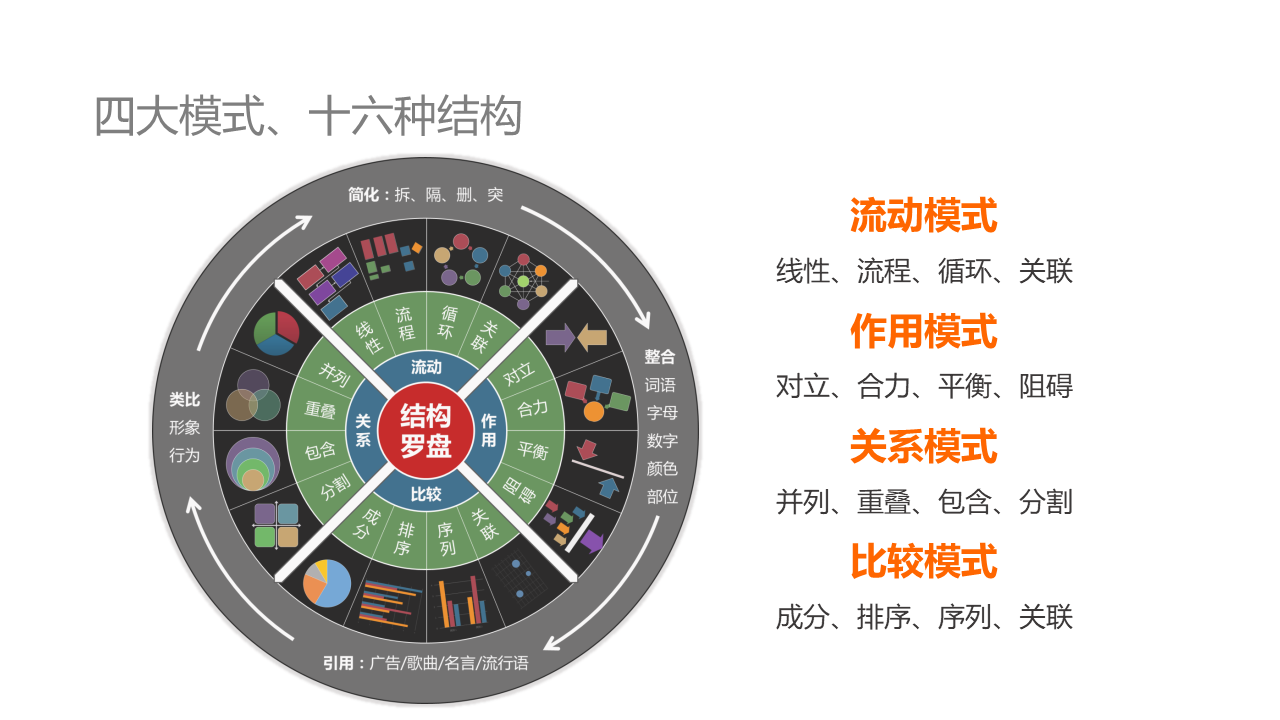 四大模式、十六种结构
简化：拆、隔、删、突
整合
词语
字母
数字
颜色
部位
引用：广告/歌曲/名言/流行语
类比
形象
行为
线性
流程
循环
关联
对立
合力
平衡
阻碍
关联
序列
排序
成分
分割
包含
重叠
并列
流动
作用
比较
关系
结构
罗盘
流动模式
线性、流程、循环、关联
作用模式
对立、合力、平衡、阻碍
关系模式
并列、重叠、包含、分割
比较模式
成分、排序、序列、关联